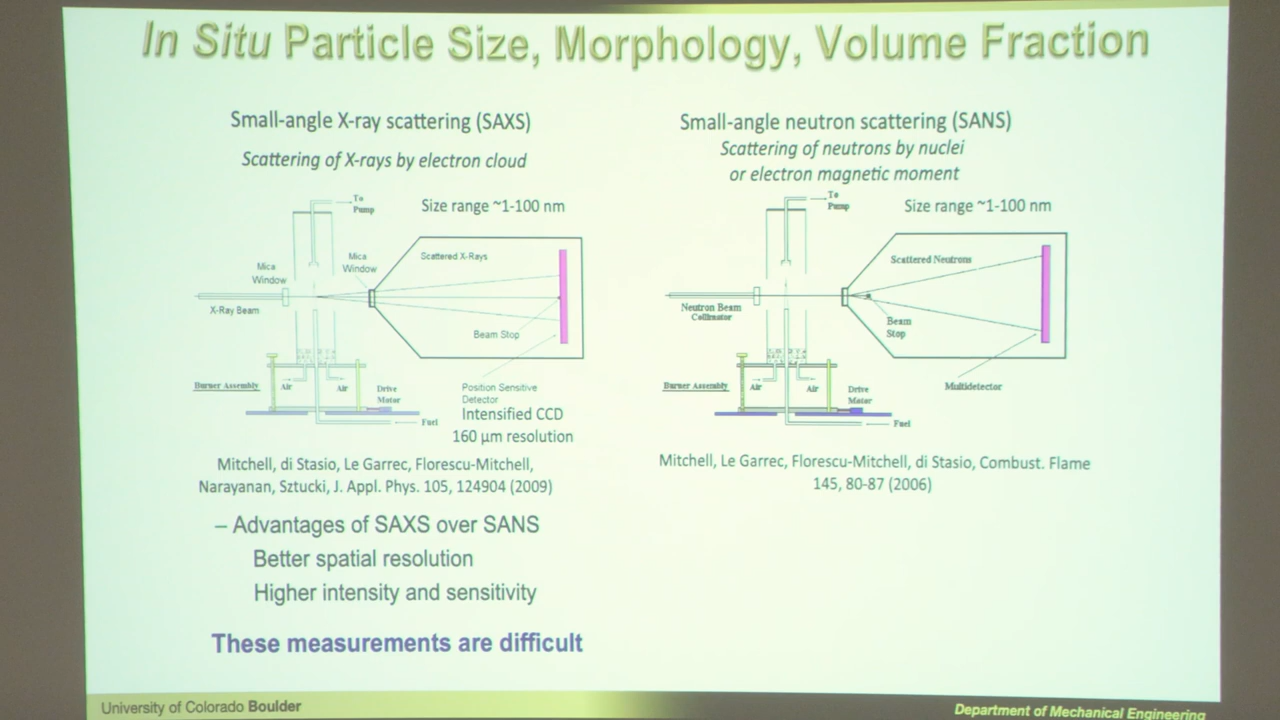 In Situ Particle Size, Morphology, Volume Fraction
Small-angle X-ray scattering (SAXS)
Scattering of X-rays by electron cloud
To
Pump
Size range ~1-100 nm
Mica
Window
Mica
Window
Scattered X-Rays
X-Ray Beam
Beam Stop
Burner Assembly
Air
Air
Drive
Motor
Fuel
Position Sensitive
Detector
Intensified CCD
160 µm resolution
Mitchell, di Stasio, Le Garrec, Florescu-Mitchell,
Narayanan, Sztucki, J. Appl. Phys. 105, 124904 (2009)
– Advantages of SAXS over SANS
Better spatial resolution
Higher intensity and sensitivity
These measurements are difficult
Small-angle neutron scattering (SANS)
Scattering of neutrons by nuclei
or electron magnetic moment
To
Pump
Size range ~1-100 nm
Scattered Neutrons
Neutron Beam
Collimator
Beam
Stop
Burner Assembly
Air
Air
Drive
Motor
Fuel
Multidetector
Mitchell, Le Garrec, Florescu-Mitchell, di Stasio, Combust. Flame
145, 80-87 (2006)
University of Colorado Boulder
Department of Mechanical Engineering